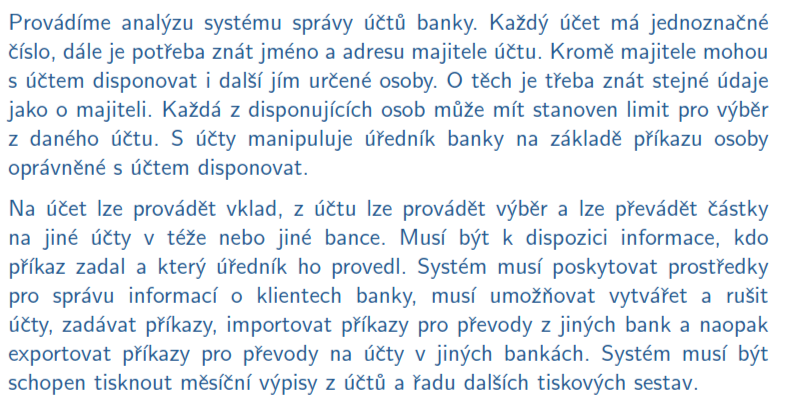 Provádíme analýzu systému správy účtů banky. Každý účet má jednoznačné
číslo, dále je potřeba znát jméno a adresu majitele účtu. Kromě majitele mohou
s účtem disponovat i další jím určené osoby. O těch je třeba znát stejné údaje
jako o majiteli. Každá z disponujících osob může mít stanoven limit pro výběr
z daného účtu. S účty manipuluje úředník banky na základě příkazu osoby
oprávněné s účtem disponovat.
Na účet lze provádět vklad, z účtu lze provádět výběr a lze převádět částky
na jiné účty v téže nebo jiné bance. Musí být k dispozici informace, kdo
příkaz zadal a který úředník ho provedl. Systém musí poskytovat prostředky
pro správu informací o klientech banky, musí umožňovat vytvářet a rušit
účty, zadávat příkazy, importovat příkazy pro převody z jiných bank a naopak
exportovat příkazy pro převody na účty v jiných bankách. Systém musí být
schopen tisknout měsíční výpisy z účtů a řadu dalších tiskových sestav.